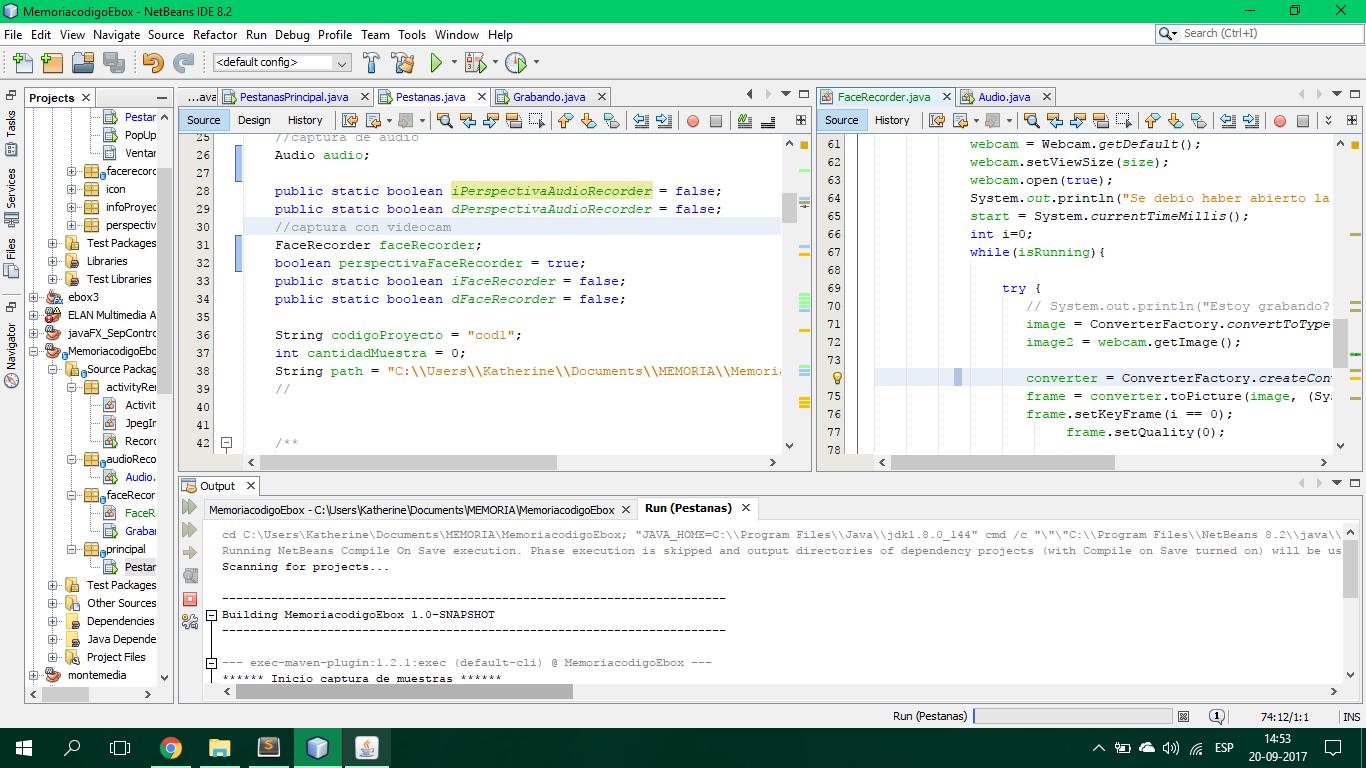 MemoriacodigoEbox - NetBeans IDE 8.2
File Edit View Navigate Source Refactor Run Debug Profile Team Tools Window Help
Search (Ctrl+I)
<default config>
Tasks
Services
Files
Navigator
Projects
Pestar
PopUp
Ventar
facerecord
icon
infoProyec
perspectiv
Test Packages
Libraries
Test Libraries
ebox3
ELAN Multimedia A
javaFX_SepContro
MemoriacodigoEbo
Source Packag
activityRe
Activit
JpegIn
Record
audioReco
Audio.
faceRecor
FaceR
Graba
principal
Pestar
Test Packages
Other Sources
Dependencies
Java Depende
Project Files
montemedia
...ava PestanasPrincipal.java Pestanas.java Grabando.java
Source Design History
25 //captura de audio
26 Audio audio;
27
28 public static boolean iPerspectivaAudioRecorder = false;
29 public static boolean dPerspectivaAudioRecorder = false;
30 //captura con videocam
31 FaceRecorder faceRecorder;
32 boolean perspectivaFaceRecorder = true;
33 public static boolean iFaceRecorder = false;
34 public static boolean dFaceRecorder = false;
35
36 String codigoProyecto = "cod1";
37 int cantidadMuestra = 0;
38 String path = "C:\\Users\\Katherine\\Documents\\MEMORIA\\Memoria
39 //
40
41
42 /**
FaceRecorder.java Audio.java
Source History
61 webcam = Webcam.getDefault();
62 webcam.setViewSize(size);
63 webcam.open(true);
64 System.out.println("Se debio haber abierto la
65 start = System.currentTimeMillis();
66 int i=0;
67 while(isRunning){
68
69 try {
70 // System.out.println("Estoy grabando?
71 image = ConverterFactory.convertToType
72 image2 = webcam.getImage();
73
converter = ConverterFactory.createCon
75 frame = converter.toPicture(image, (Sy
76 frame.setKeyFrame(i == 0);
77 frame.setQuality(0);
78
Output
MemoriacodigoEbox - C:\Users\Katherine\Documents\MEMORIA\MemoriacodigoEbox Run (Pestanas)
cd C:\Users\Katherine\Documents\MEMORIA\MemoriacodigoEbox; "JAVA_HOME=C:\\Program Files\\Java\\jdk1.8.0_144" cmd /c "\"\"C:\\Program Files\\NetBeans 8.2\\java\\
Running NetBeans Compile On Save execution. Phase execution is skipped and output directories of dependency projects (with Compile on Save turned on) will be us
Scanning for projects...
------------------------------------------------------------------------
Building MemoriacodigoEbox 1.0-SNAPSHOT
------------------------------------------------------------------------
--- exec-maven-plugin:1.2.1:exec (default-cli) @ MemoriacodigoEbox ---
****** Inicio captura de muestras ******
Run (Pestanas) 1 74:12/1:1 INS
ESP
14:53
20-09-2017